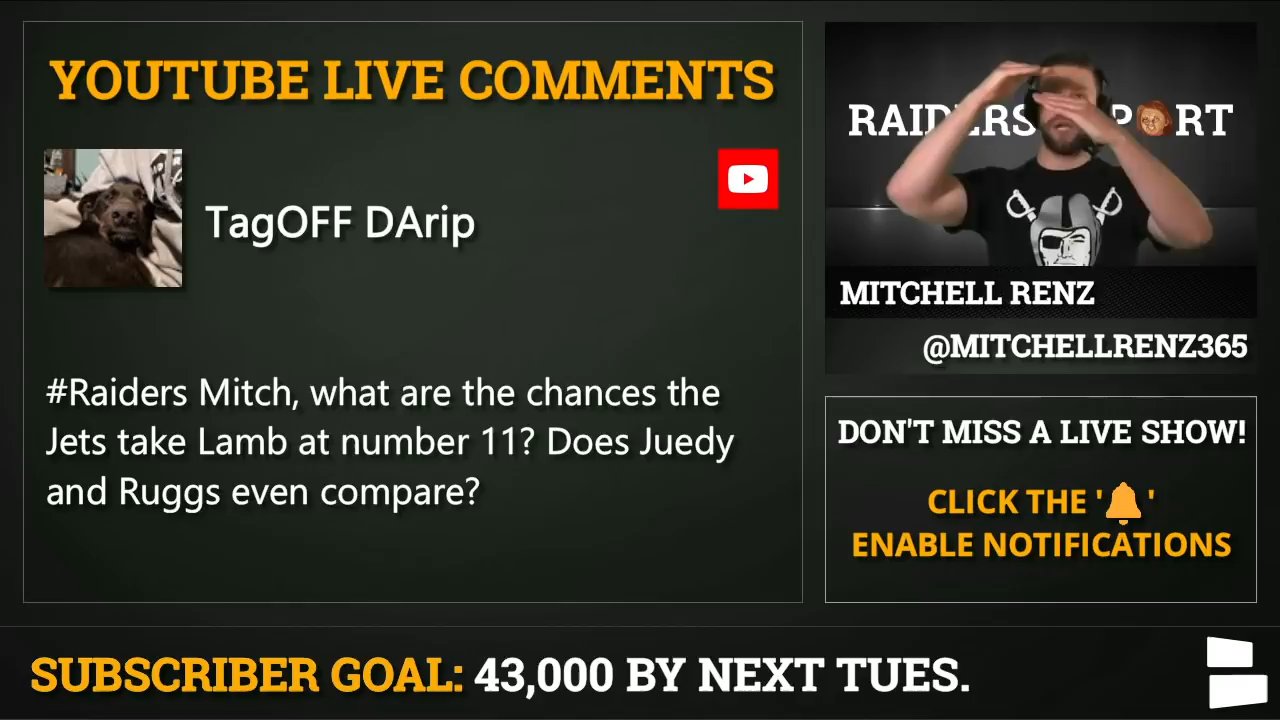 YOUTUBE LIVE COMMENTS
TagOFF DArip
#Raiders Mitch, what are the chances the
Jets take Lamb at number 11? Does Juedy
and Ruggs even compare?
RAIDERS P RT
MITCHELL RENZ
@MITCHELLRENZ365
DON'T MISS A LIVE SHOW!
CLICK THE ' '
ENABLE NOTIFICATIONS
SUBSCRIBER GOAL: 43,000 BY NEXT TUES.